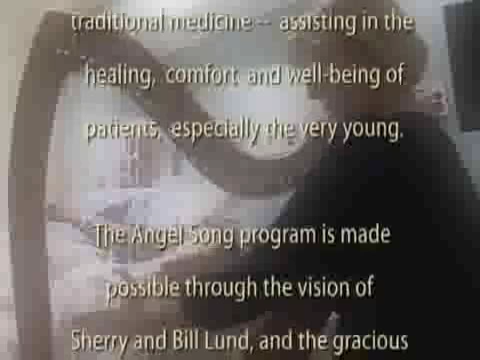 traditional medicine -- assisting in the
healing, comfort and well-being of
patients, especially the very young.
The Angel Song program is made
possible through the vision of
Sherry and Bill Lund, and the gracious